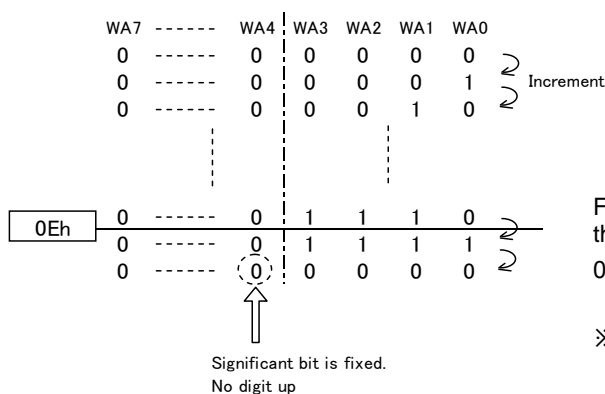 WA7 ------ WA4 WA3 WA2 WA1 WA0
0 ------ 0 0 0 0 0
0 ------ 0 0 0 0 1
Increment
0 ------ 0 0 0 1 0
0 ------ 0 1 1 1 0
0Eh
0 ------ 0 1 1 1 1
0 ------ 0 0 0 0 0
Significant bit is fixed.
No digit up
F
th
0
※